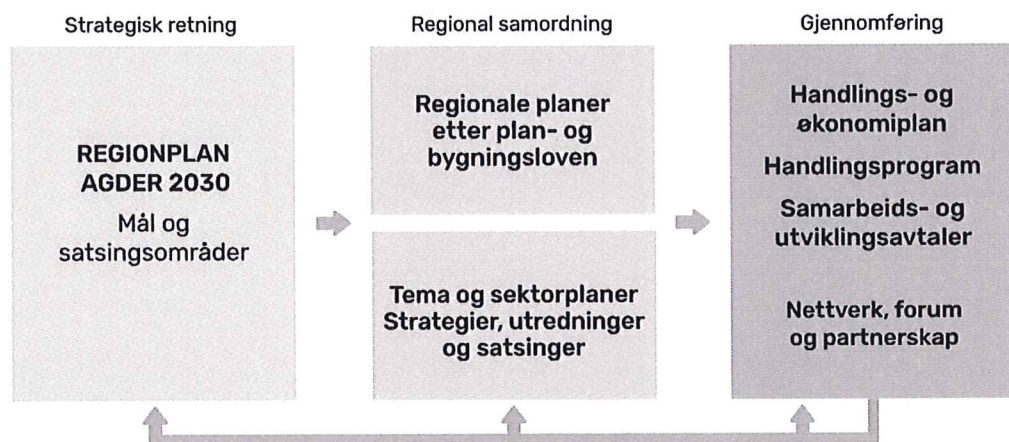 Strategisk retning
REGIONPLAN
AGDER 2030
Mål og
satsingsområder
Regional samordning
Regionale planer
etter plan- og
bygningsloven
Tema og sektorplaner
Strategier, utredninger
og satsinger
Gjennomføring
Handlings- og
økonomiplan
Handlingsprogram
Samarbeids- og
utviklingsavtaler
Nettverk, forum
og partnerskap